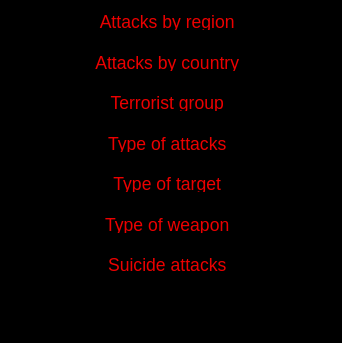 Attacks by region
Attacks by country
Terrorist group
Type of attacks
Type of target
Type of weapon
Suicide attacks